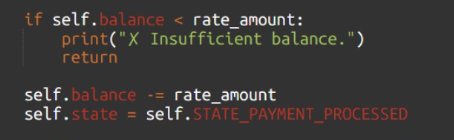 if self.balance < rate_amount:
print("✗ Insufficient balance.")
return
self.balance -= rate_amount
self.state = self.STATE_PAYMENT_PROCESSED